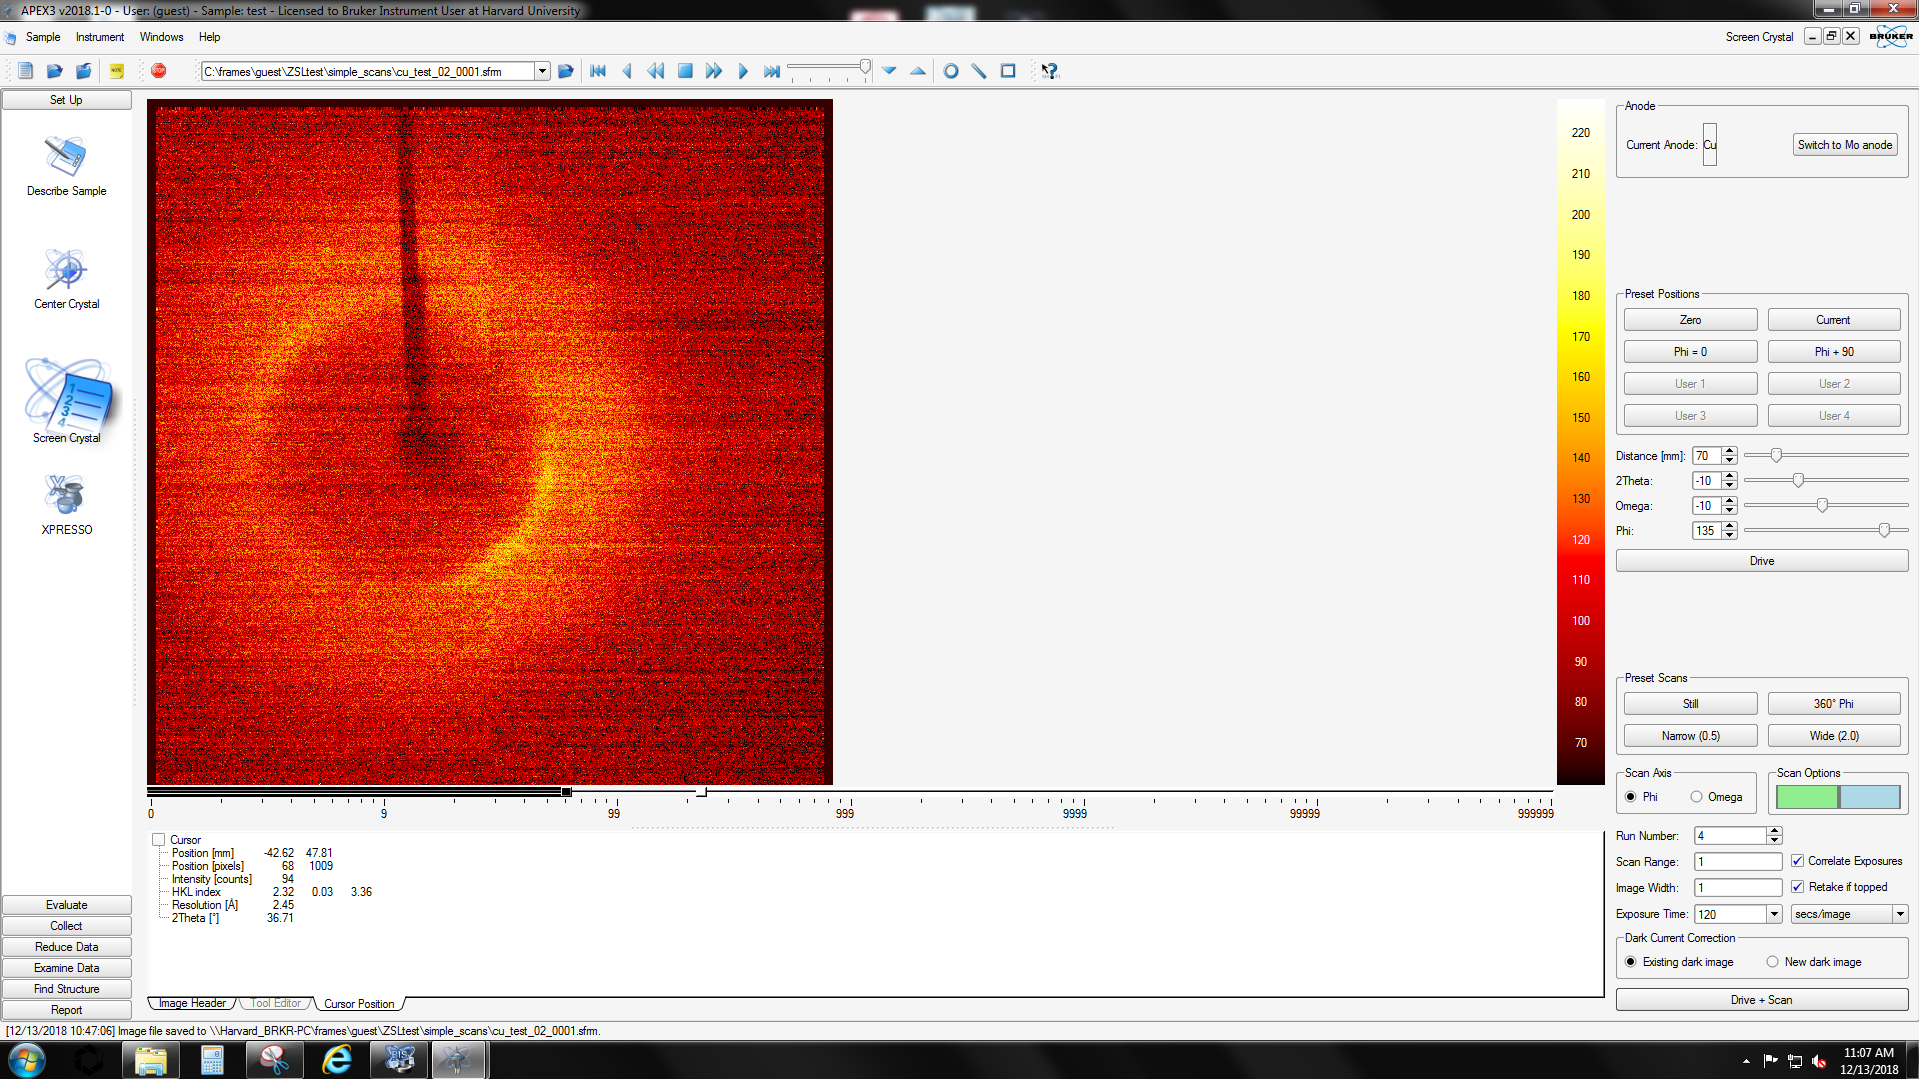 APEX3 v2018.1-0 - User: (guest) - Sample: test - Licensed to Bruker Instrument User at Harvard University
Sample Instrument Windows Help
Screen Crystal
BRUKER
NOTE
STOP
C:\frames\guest\ZSLtest\simple_scans\cu_test_02_0001.sfrm
Set Up
Describe Sample
Center Crystal
1
2
3
4
Screen Crystal
XPRESSO
Evaluate
Collect
Reduce Data
Examine Data
Find Structure
Report
220
210
200
190
180
170
160
150
140
130
120
110
100
90
80
70
0 9 99 999 9999 99999 999999
Cursor
Position [mm] -42.62 47.81
Position [pixels] 68 1009
Intensity [counts] 94
HKL index 2.32 0.03 3.36
Resolution [Å] 2.45
2Theta [°] 36.71
Image Header Tool Editor Cursor Position
Anode
Current Anode: Cu Switch to Mo anode
Preset Positions
Zero Current
Phi = 0 Phi + 90
User 1 User 2
User 3 User 4
Distance [mm]: 70
2Theta: -10
Omega: -10
Phi: 135
Drive
Preset Scans
Still 360° Phi
Narrow (0.5) Wide (2.0)
Scan Axis Scan Options
Phi Omega
Run Number: 4
Scan Range: 1 Correlate Exposures
Image Width: 1 Retake if topped
Exposure Time: 120 secs/image
Dark Current Correction
Existing dark image New dark image
Drive + Scan
[12/13/2018 10:47:06] Image file saved to \\Harvard_BRKR-PC\frames\guest\ZSLtest\simple_scans\cu_test_02_0001.sfrm.
BIS
11:07 AM
12/13/2018